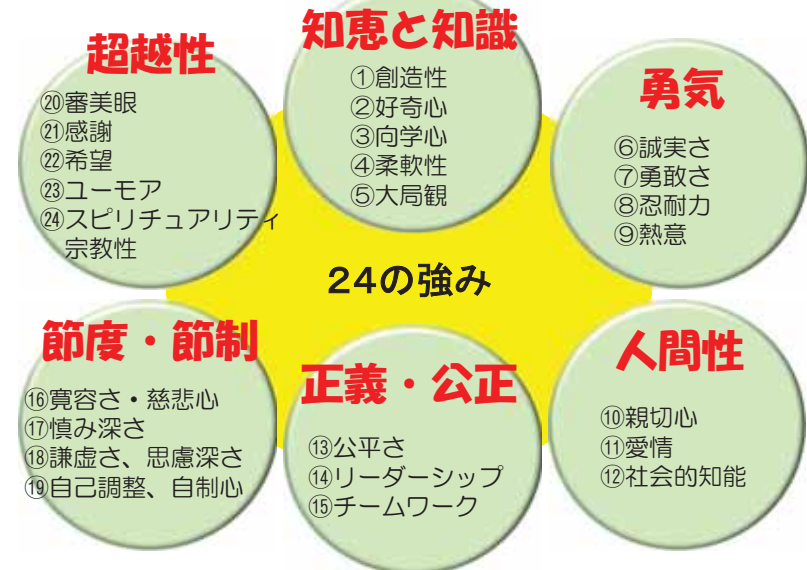 知恵と知識
①創造性
②好奇心
③向学心
④柔軟性
⑤大局観
勇気
⑥誠実さ
⑦勇敢さ
⑧忍耐力
⑨熱意
人間性
⑩親切心
⑪愛情
⑫社会的知能
正義・公正
⑬公平さ
⑭リーダーシップ
⑮チームワーク
節度・節制
⑯寛容さ・慈悲心
⑰慎み深さ
⑱謙虚さ、思慮深さ
⑲自己調整、自制心
超越性
⑳審美眼
㉑感謝
㉒希望
㉓ユーモア
㉔スピリチュアリティ
宗教性
24の強み